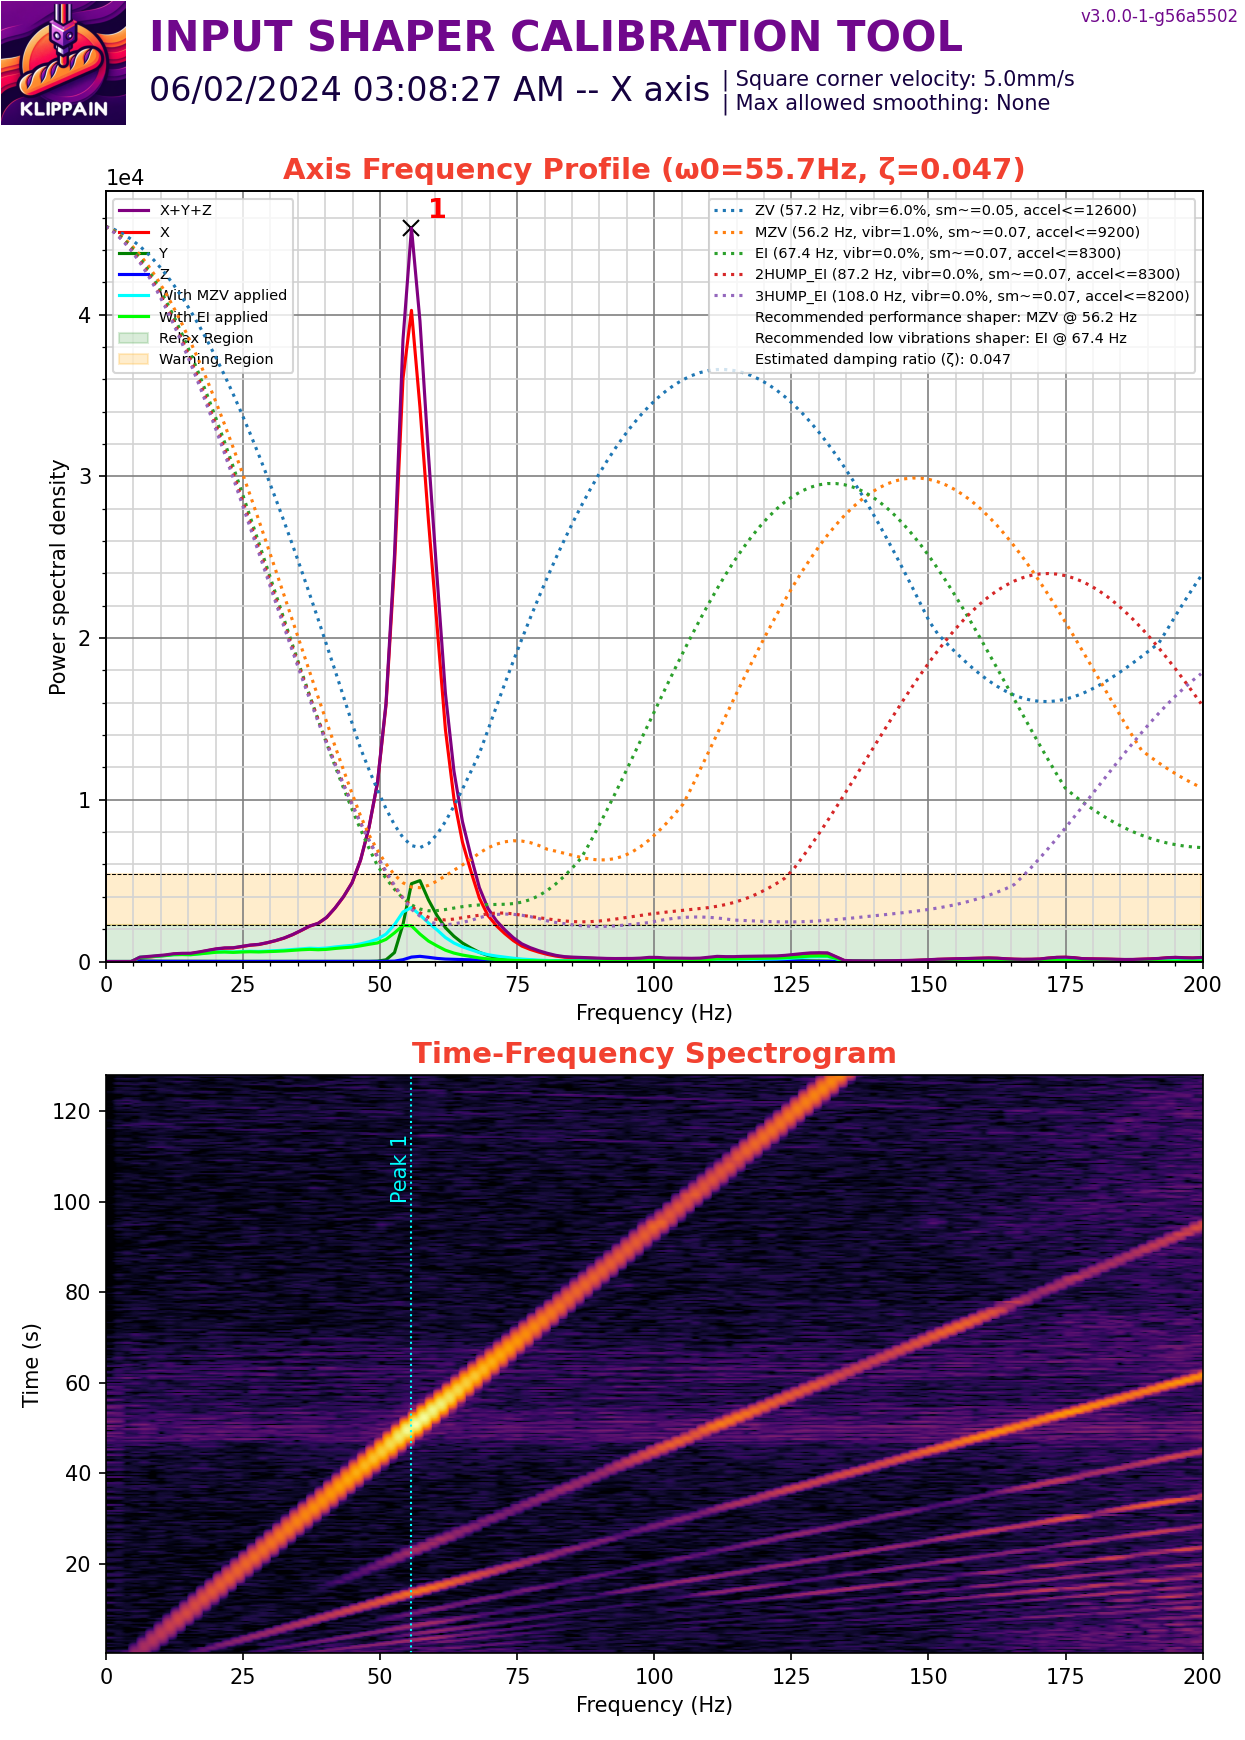 KLIPPAIN
INPUT SHAPER CALIBRATION TOOL
v3.0.0-1-g56a5502
06/02/2024 03:08:27 AM -- X axis
| Square corner velocity: 5.0mm/s
| Max allowed smoothing: None
Axis Frequency Profile (ω0=55.7Hz, ζ=0.047)
1e4
X+Y+Z
X
Y
Z
With MZV applied
With EI applied
Relax Region
Warning Region
1
ZV (57.2 Hz, vibr=6.0%, sm~=0.05, accel<=12600)
MZV (56.2 Hz, vibr=1.0%, sm~=0.07, accel<=9200)
EI (67.4 Hz, vibr=0.0%, sm~=0.07, accel<=8300)
2HUMP_EI (87.2 Hz, vibr=0.0%, sm~=0.07, accel<=8300)
3HUMP_EI (108.0 Hz, vibr=0.0%, sm~=0.07, accel<=8200)
Recommended performance shaper: MZV @ 56.2 Hz
Recommended low vibrations shaper: EI @ 67.4 Hz
Estimated damping ratio (ζ): 0.047
Power spectral density
4
3
2
1
0
0 25 50 75 100 125 150 175 200
Frequency (Hz)
Time-Frequency Spectrogram
Time (s)
120
100
80
60
40
20
Peak 1
0 25 50 75 100 125 150 175 200
Frequency (Hz)